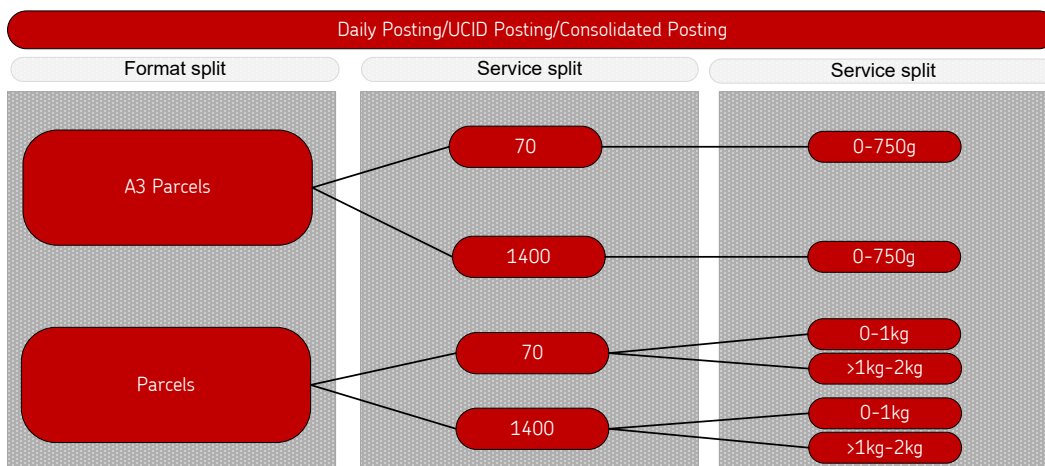 Daily Posting/UCID Posting/Consolidated Posting
Format split
Service split
Service split
A3 Parcels
70
0-750g
1400
0-750g
Parcels
70
0-1kg
>1kg-2kg
1400
0-1kg
>1kg-2kg